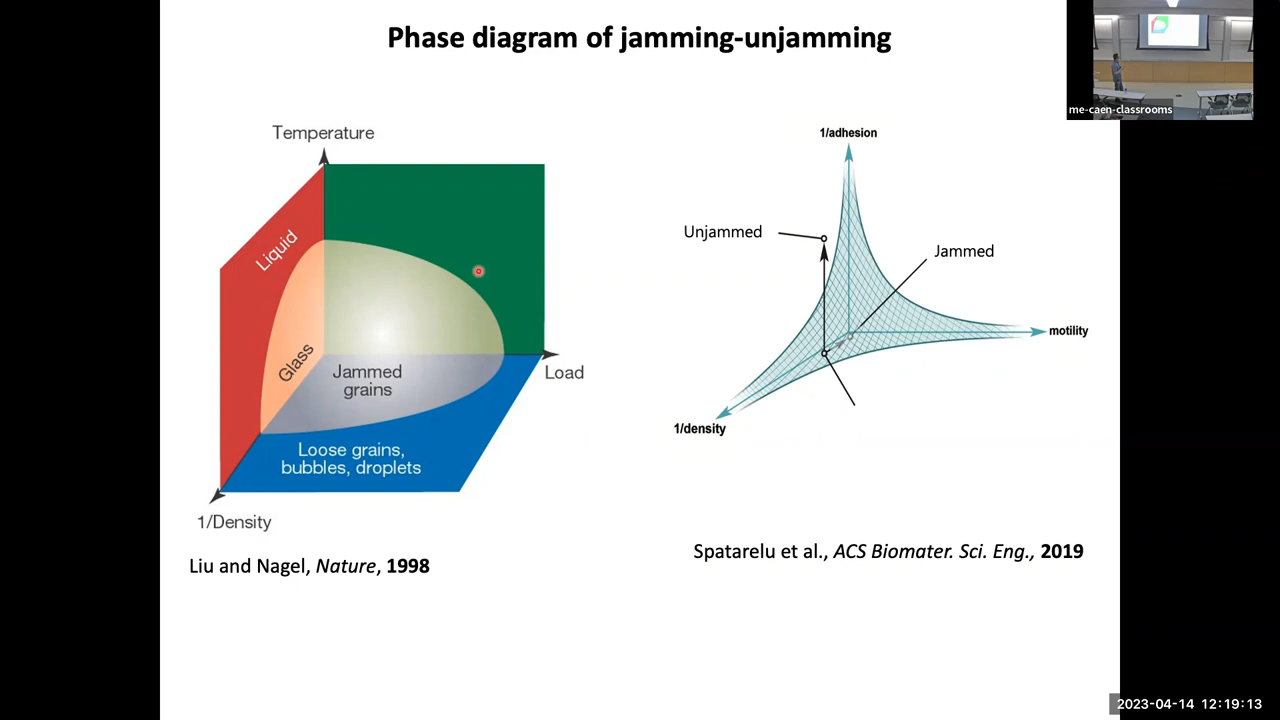 Phase diagram of jamming-unjamming
me-caen-classrooms
Temperature
Liquid
Glass
Jammed
grains
Load
Loose grains,
bubbles, droplets
1/Density
Liu and Nagel, Nature, 1998
1/adhesion
Unjammed
Jammed
motility
1/density
Spatarelu et al., ACS Biomater. Sci. Eng., 2019
2023-04-14 12:19:13